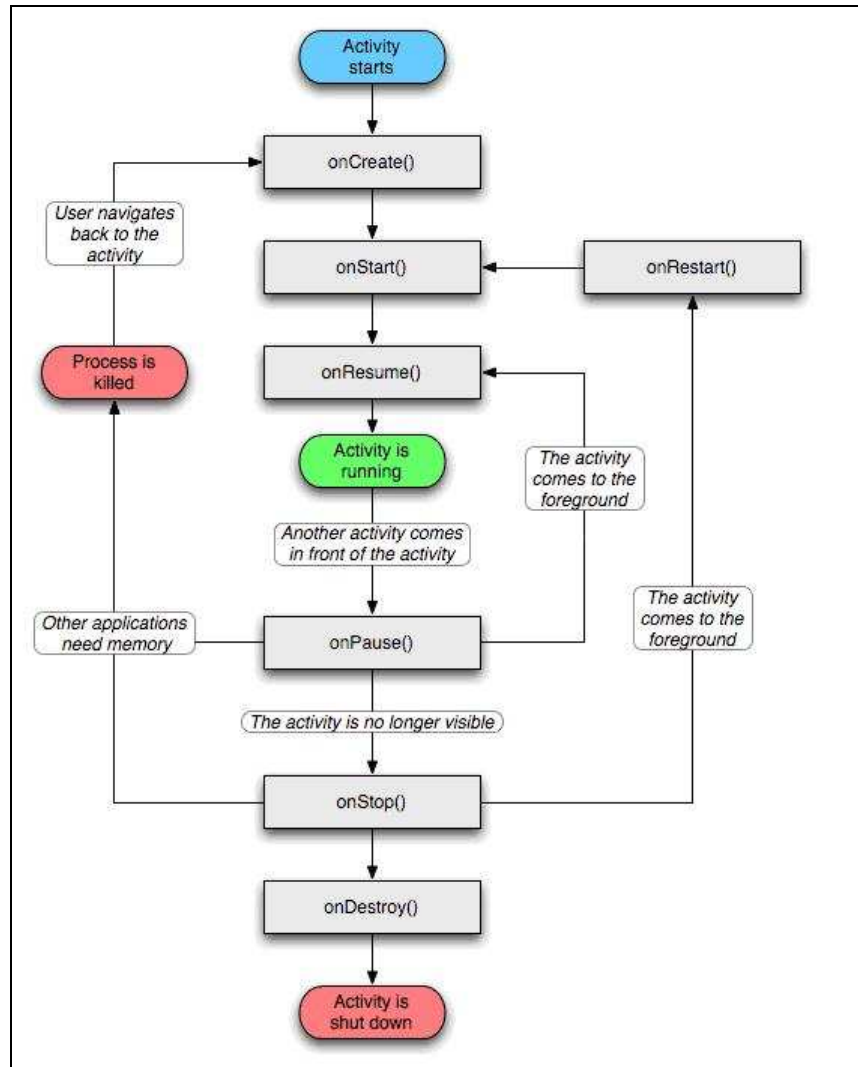 Activity
starts
onCreate()
User navigates
back to the
activity
onStart()
onRestart()
Process is
killed
onResume()
Activity is
running
The activity
comes to the
foreground
Another activity comes
in front of the activity
The activity
comes to the
foreground
Other applications
need memory
onPause()
The activity is no longer visible
onStop()
onDestroy()
Activity is
shut down